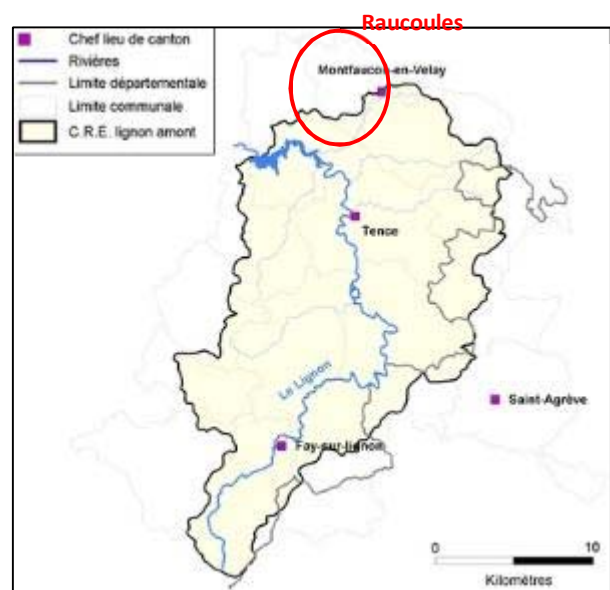 Raucoules
Chef lieu de canton
Rivières
Limite départementale
Limite communale
C.R.E. lignon amont
Montfaucon-en-Velay
Tence
Le Lignon
Saint-Agrève
Fay-sur-lignon
0 10
Kilomètres